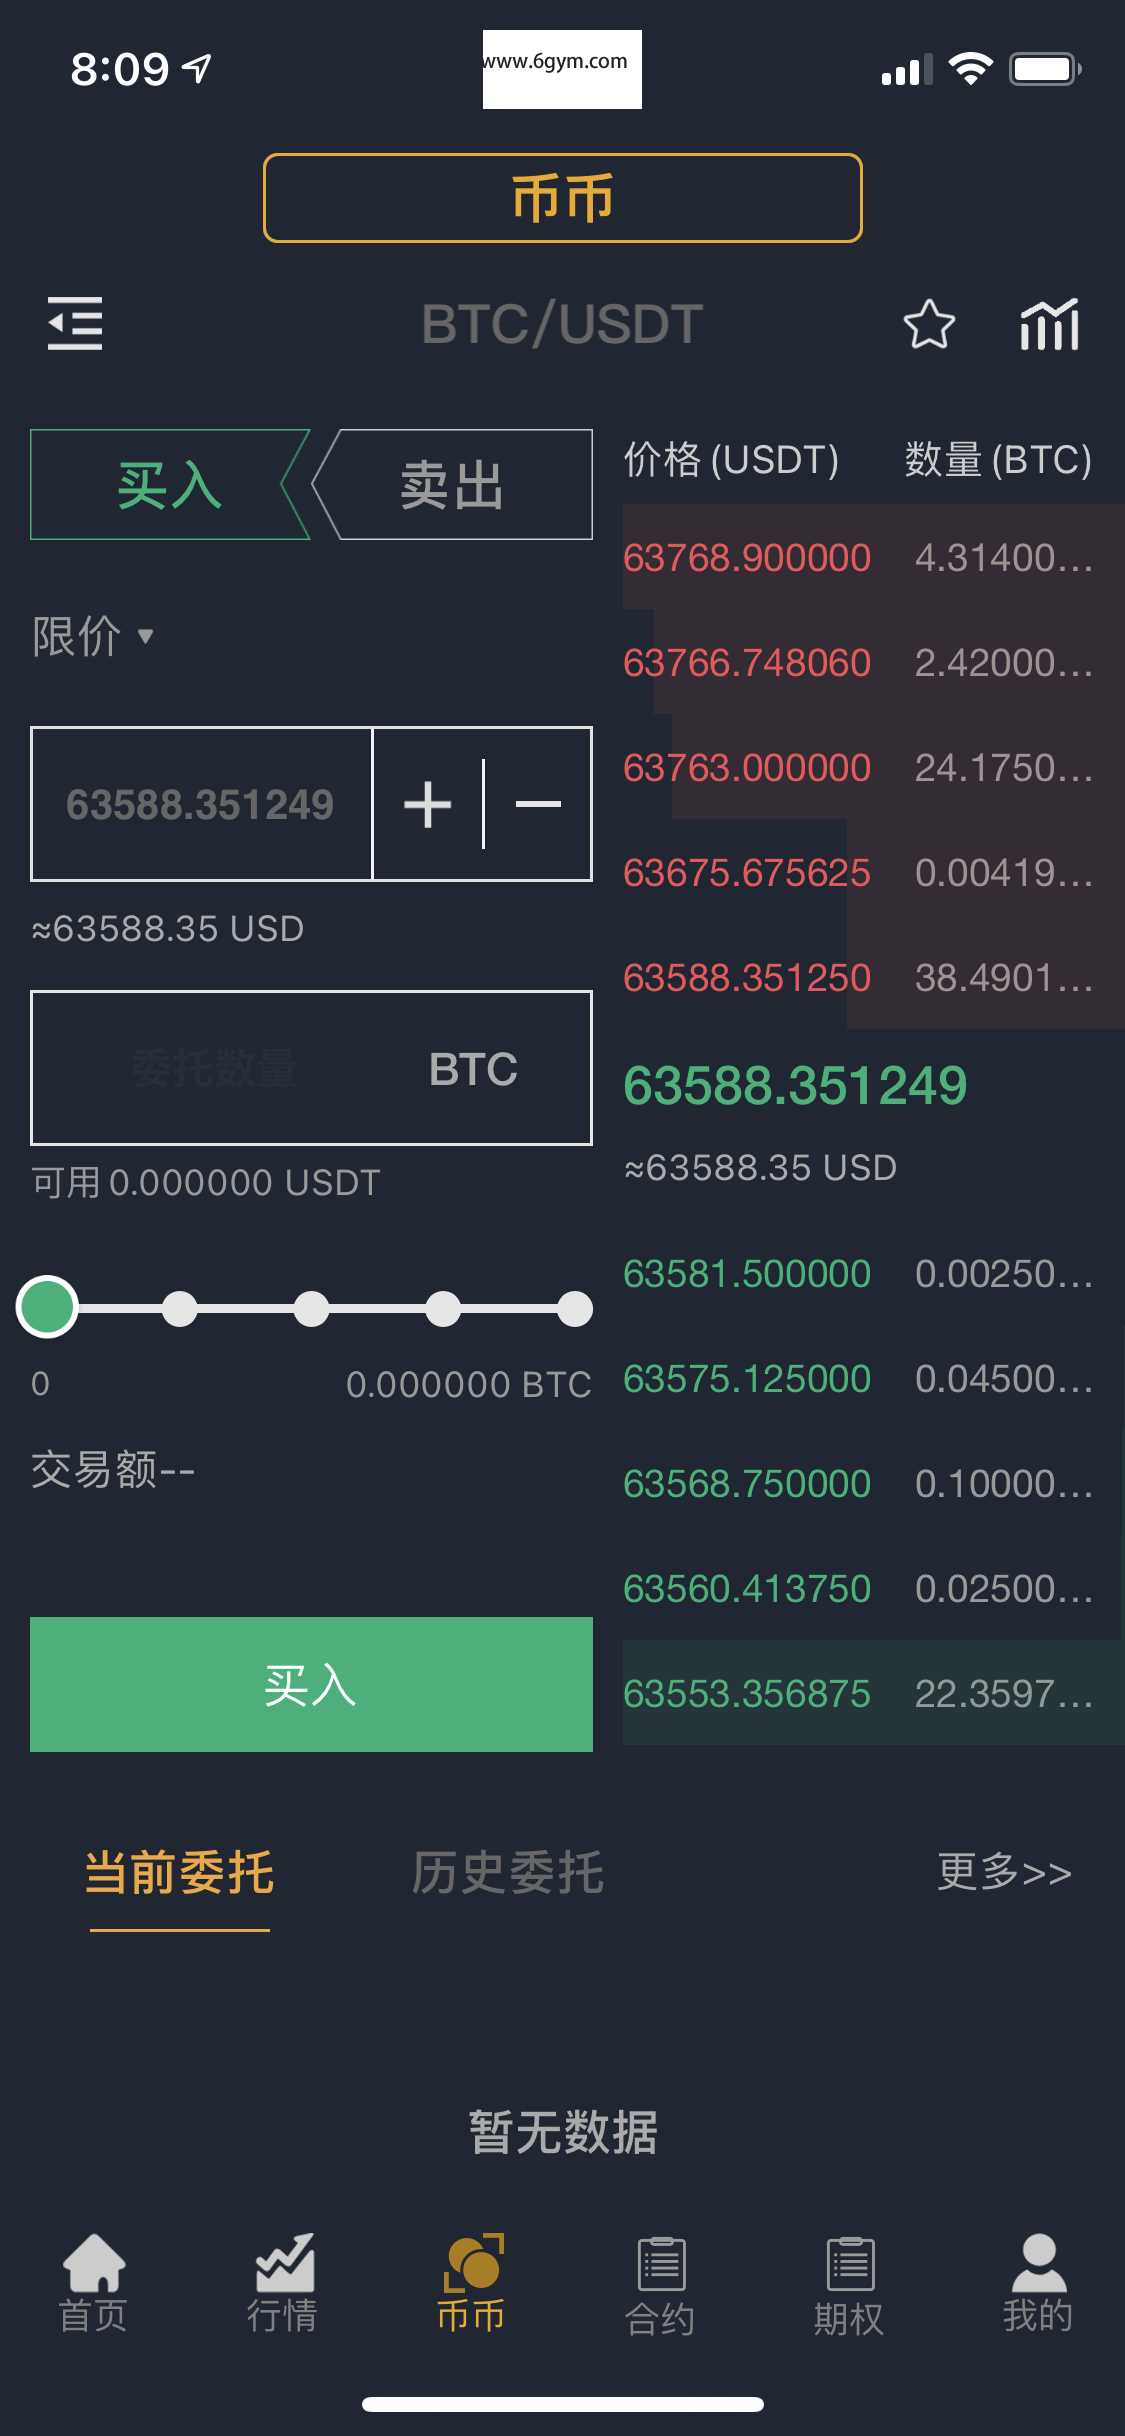 8:09
www.6gym.com
币币
BTC/USDT
买入
卖出
限价
63588.351249
≈63588.35 USD
委托数量
BTC
可用0.000000 USDT
0
0.000000 BTC
交易额--
买入
价格(USDT) 数量(BTC)
63768.900000 4.31400...
63766.748060 2.42000...
63763.000000 24.1750...
63675.675625 0.00419...
63588.351250 38.4901...
63588.351249
≈63588.35 USD
63581.500000 0.00250...
63575.125000 0.04500...
63568.750000 0.10000...
63560.413750 0.02500...
63553.356875 22.3597...
当前委托
历史委托
更多>>
暂无数据
首页
行情
币币
合约
期权
我的